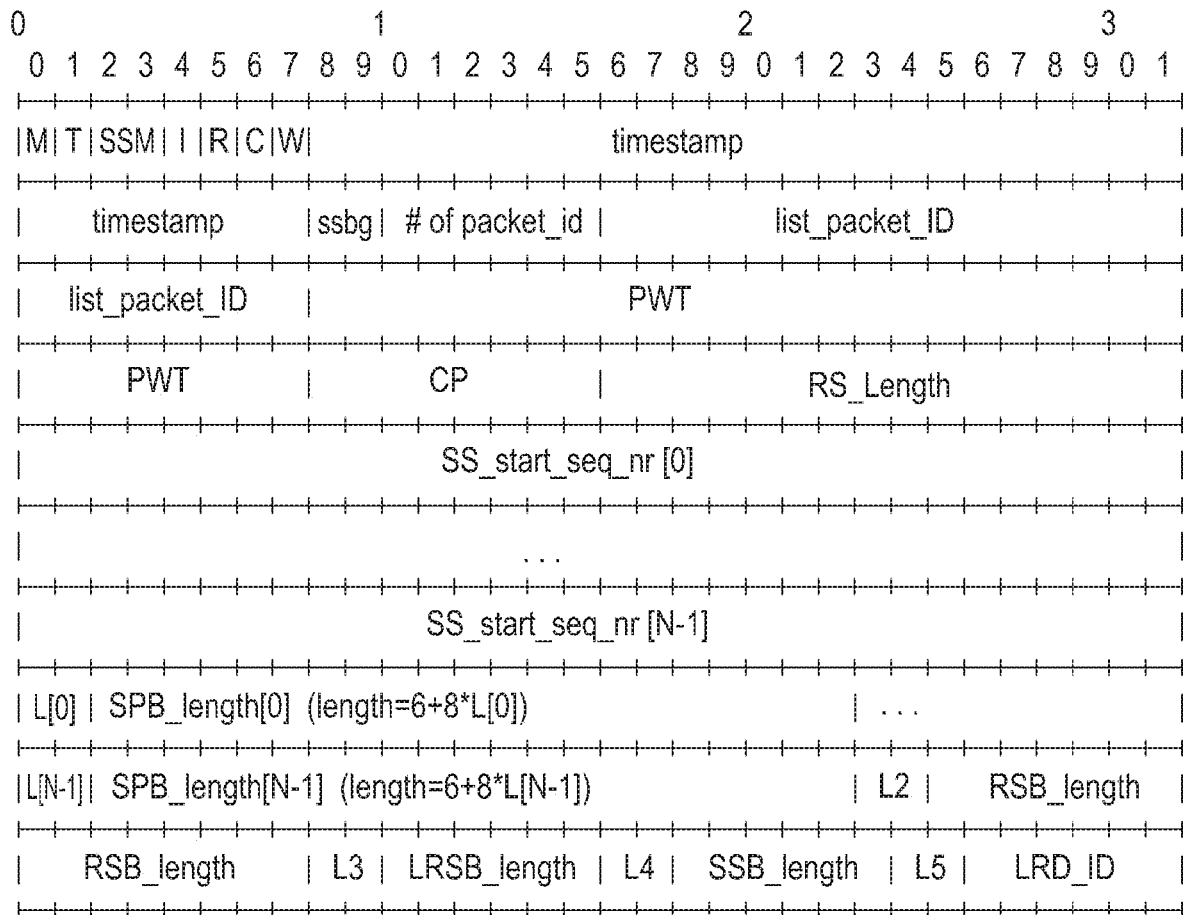 0 1 2 3
0 1 2 3 4 5 6 7 8 9 0 1 2 3 4 5 6 7 8 9 0 1 2 3 4 5 6 7 8 9 0 1
|M| T |SSM| I |R|C|W| timestamp |
| timestamp | ssbg | # of packet_id | list_packet_ID |
| list_packet_ID | PWT |
| PWT | CP | RS_Length |
| SS_start_seq_nr [0] |
| ... |
| SS_start_seq_nr [N-1] |
| L[0] | SPB_length[0] (length=6+8*L[0]) | ...
|L[N-1]| SPB_length[N-1] (length=6+8*L[N-1]) | L2 | RSB_length |
| RSB_length | L3 | LRSB_length | L4 | SSB_length | L5 | LRD_ID |